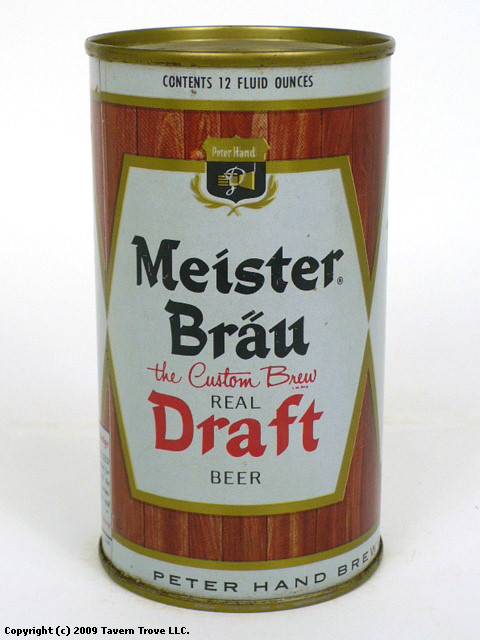 CONTENTS 12 FLUID OUNCES
Peter Hand
Meister®
Bräu
the Custom Brew
REAL
Draft
BEER
PETER HAND BREW
Copyright (c) 2009 Tavern Trove LLC.